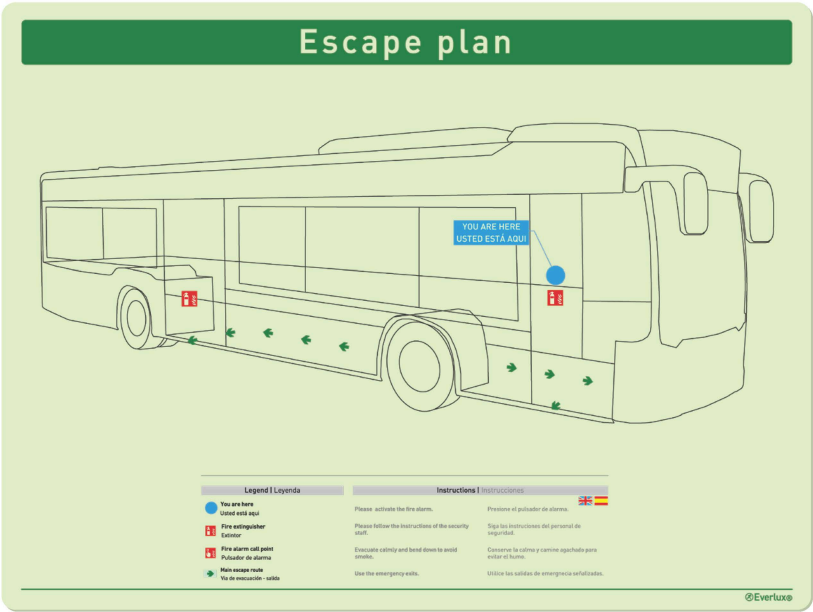 Escape plan
YOU ARE HERE
USTED ESTÁ AQUI
Legend | Leyenda
You are here
Usted está aquí
Fire extinguisher
Extintor
Fire alarm call point
Pulsador de alarma
Main escape route
Vía de evacuación - salida
Instructions | Instrucciones
Please activate the fire alarm.
Presione el pulsador de alarma.
Please follow the instructions of the security
staff.
Siga las instrucciones del personal de
seguridad.
Evacuate calmly and bend down to avoid
smoke.
Conserve la calma y camine agachado para
evitar el humo.
Use the emergency exits.
Utilice las salidas de emergencia señalizadas.
Everlux®